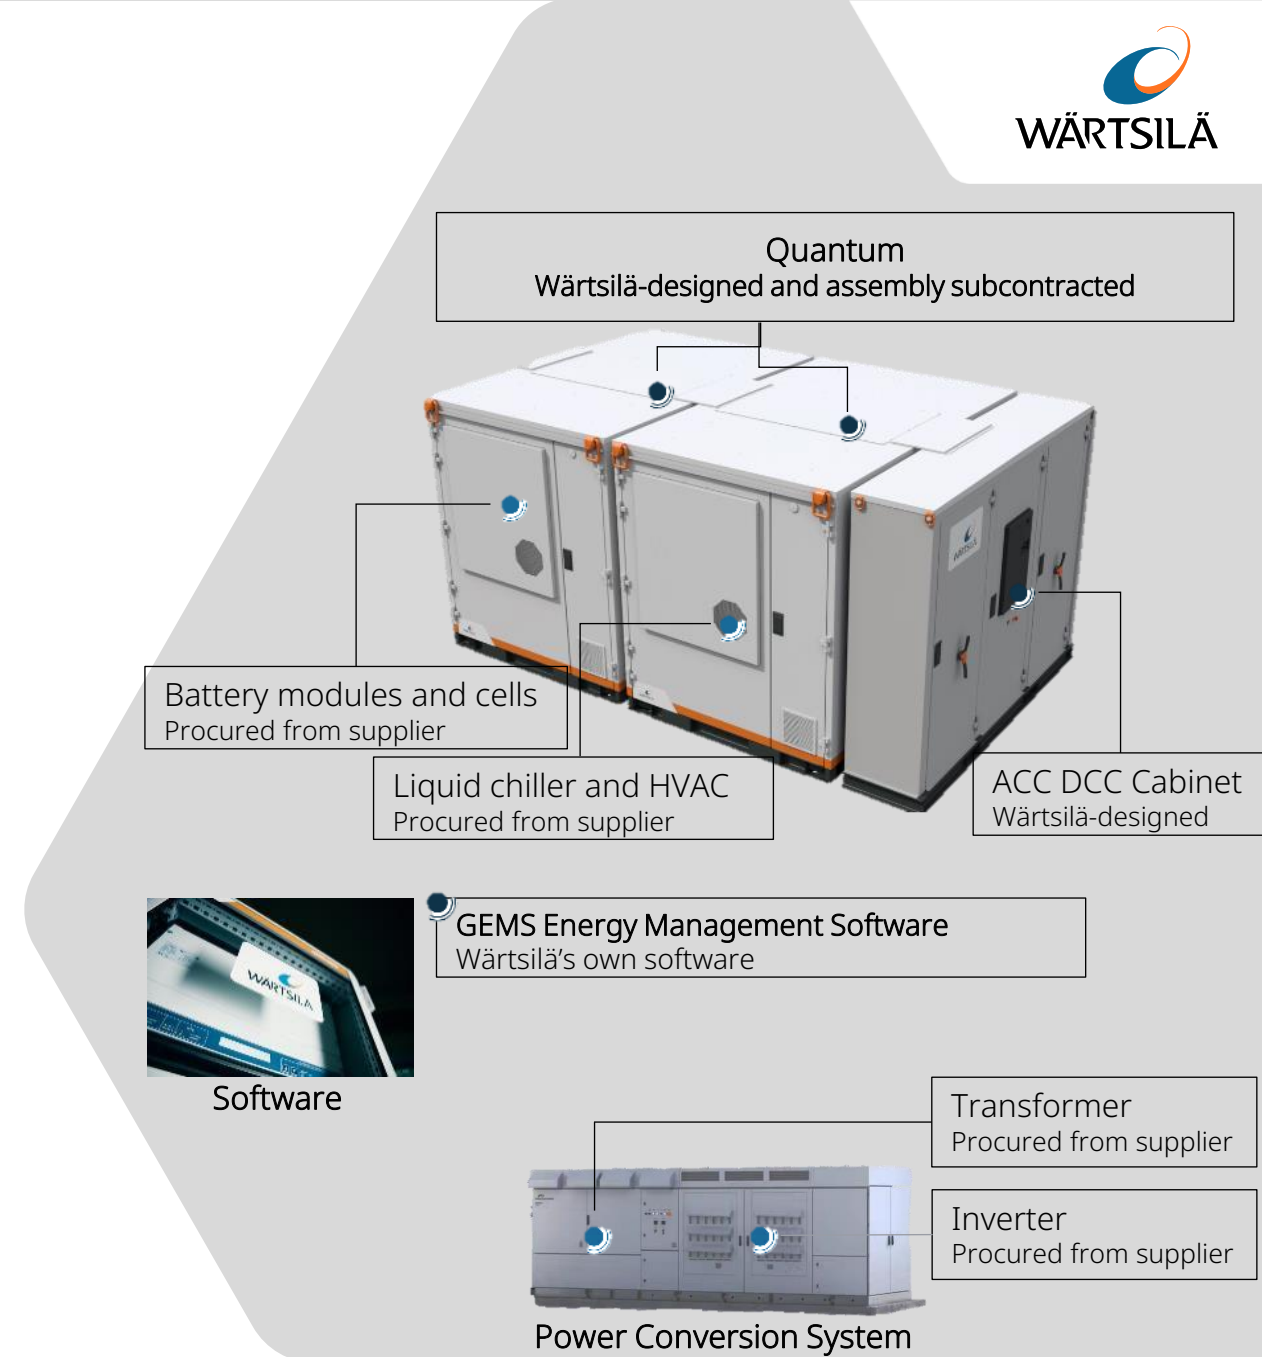 WÄRTSILÄ
Quantum
Wärtsilä-designed and assembly subcontracted
WÄRTSILÄ
Battery modules and cells
Procured from supplier
Liquid chiller and HVAC
Procured from supplier
ACC DCC Cabinet
Wärtsilä-designed
WÄRTSILÄ
GEMS Energy Management Software
Wärtsilä’s own software
Software
Transformer
Procured from supplier
Inverter
Procured from supplier
Power Conversion System